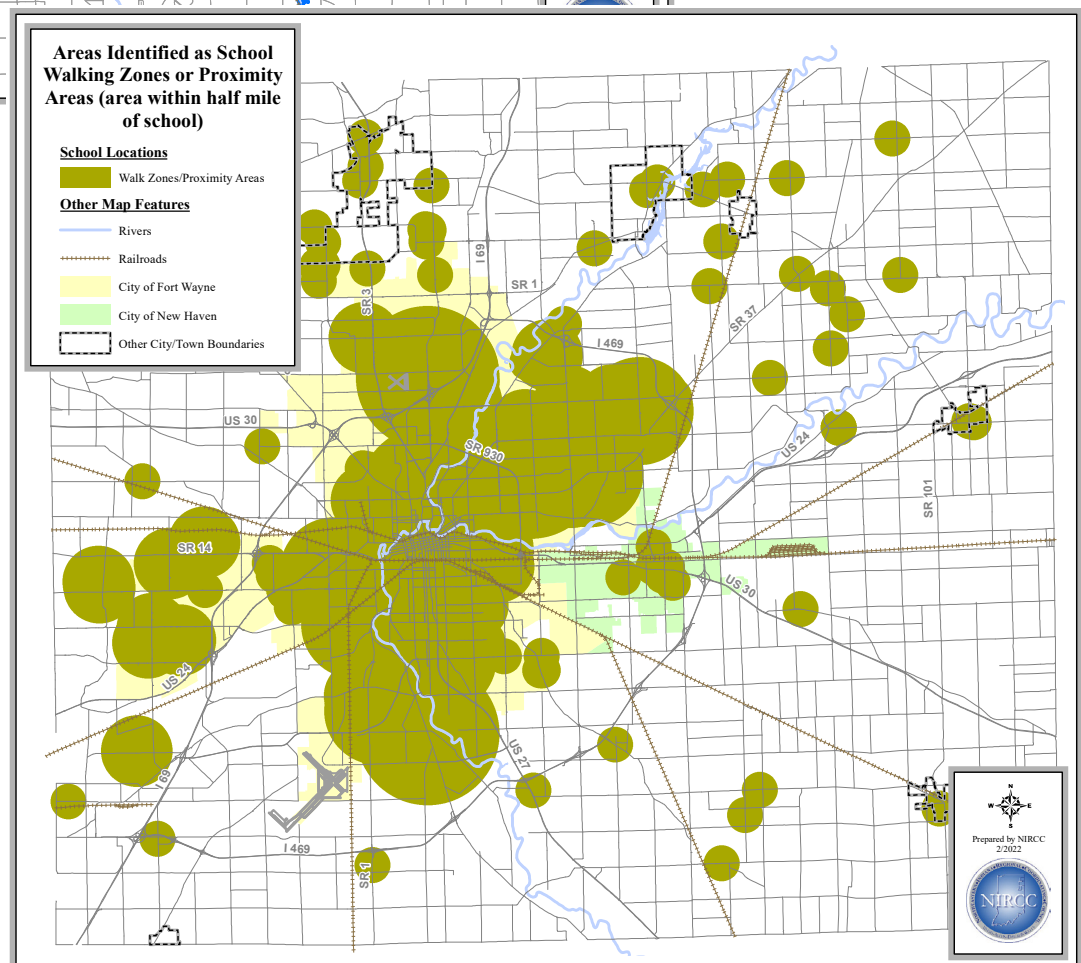 Areas Identified as School
Walking Zones or Proximity
Areas (area within half mile
of school)
School Locations
Walk Zones/Proximity Areas
Other Map Features
Rivers
Railroads
City of Fort Wayne
City of New Haven
Other City/Town Boundaries
I 69
SR 1
SR 3
I 469
SR 37
US 30
SR 930
US 24
SR 101
SR 14
US 30
US 24
US 27
I 69
I 469
SR 1
N
W E
S
Prepared by NIRCC
2/2022
NIRCC